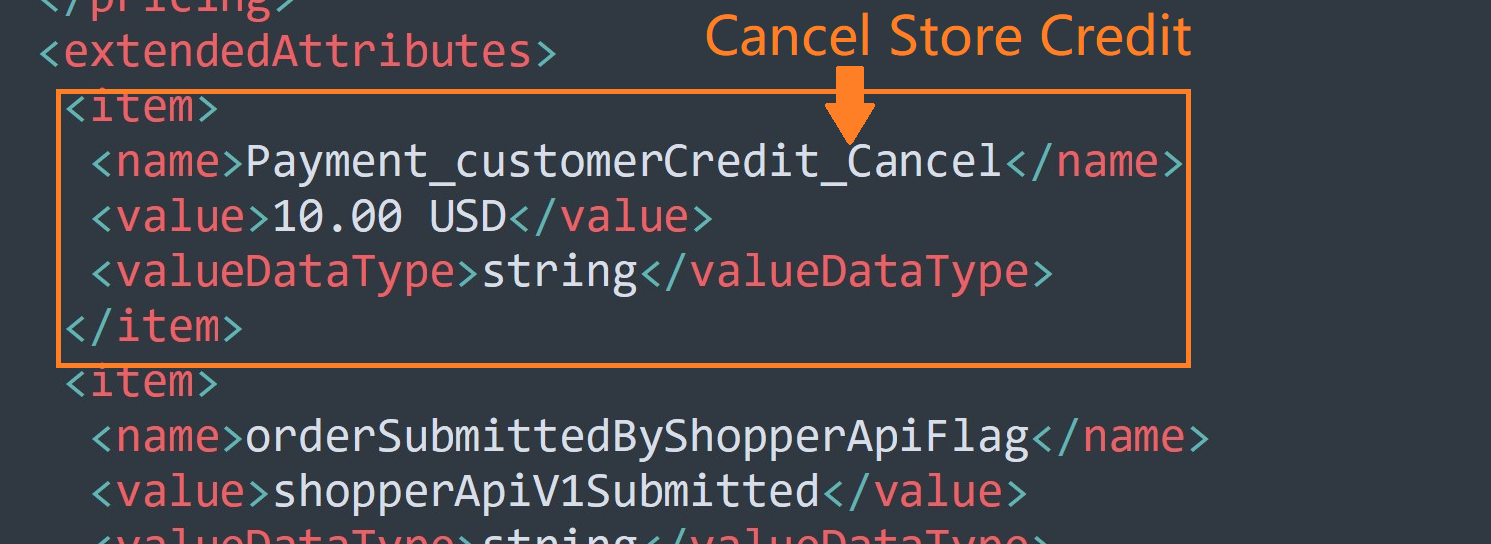 </pricing>
<extendedAttributes>
Cancel Store Credit
<item>
<name>Payment_customerCredit_Cancel</name>
<value>10.00 USD</value>
<valueDataType>string</valueDataType>
</item>
<item>
<name>orderSubmittedByShopperApiFlag</name>
<value>shopperApiV1Submitted</value>
<valueDataType>string</valueDataType>